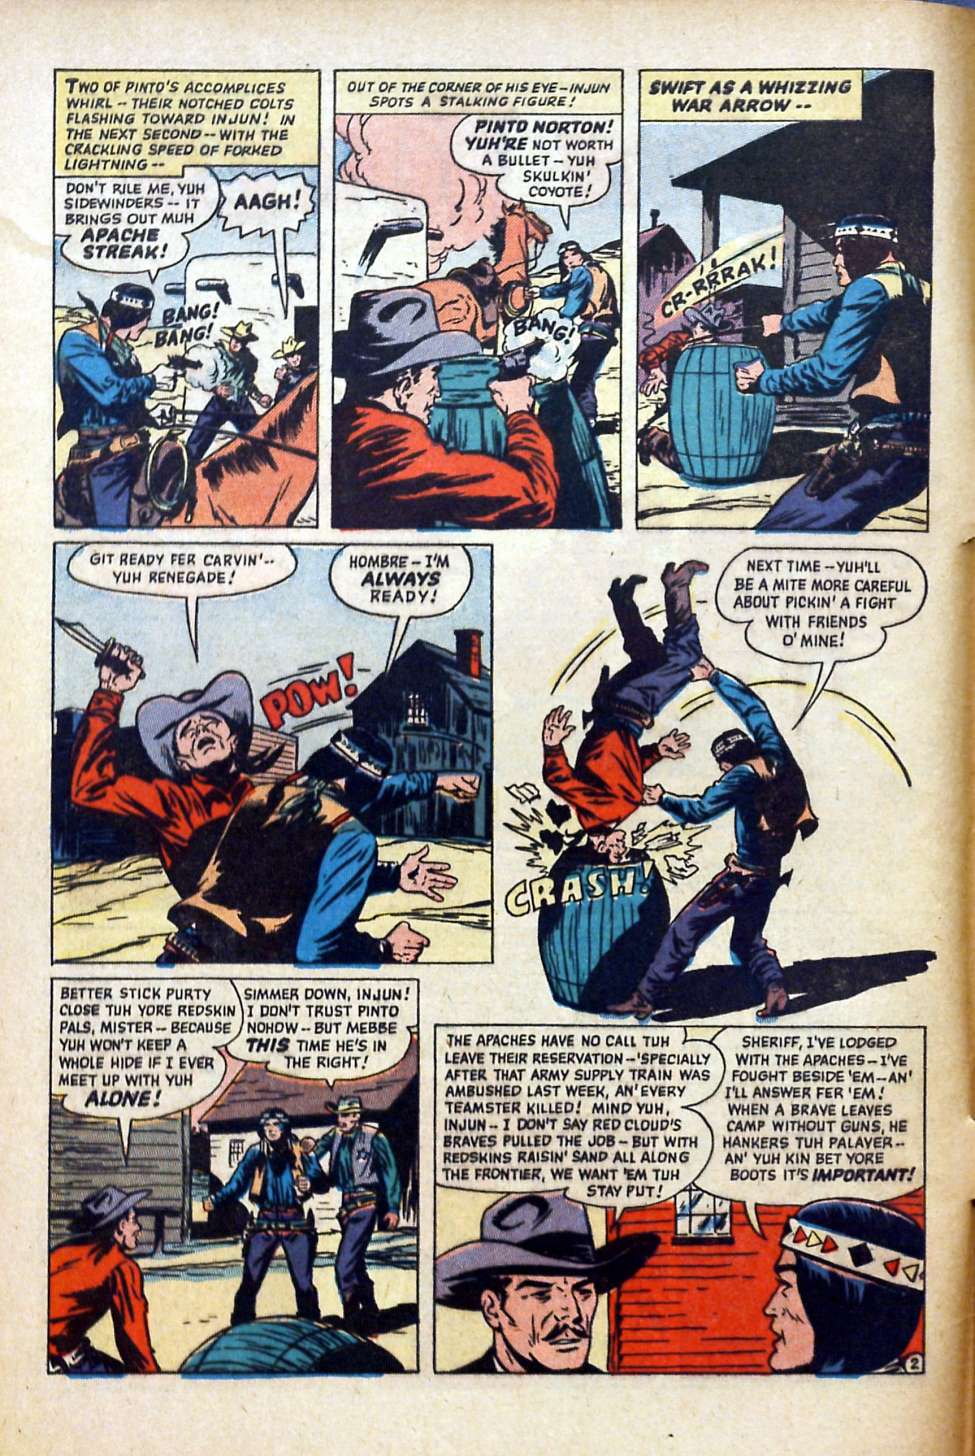 TWO OF PINTO'S ACCOMPLICES
WHIRL -- THEIR NOTCHED COLTS
FLASHING TOWARD INJUN! IN
THE NEXT SECOND -- WITH THE
CRACKLING SPEED OF FORKED
LIGHTNING --
DON'T RILE ME, YUH
SIDEWINDERS -- IT
BRINGS OUT MUH
APACHE
STREAK!
AAGH!
BANG!
BANG!
OUT OF THE CORNER OF HIS EYE -- INJUN
SPOTS A STALKING FIGURE!
PINTO NORTON!
YUH'RE NOT WORTH
A BULLET -- YUH
SKULKIN'
COYOTE!
BANG!
SWIFT AS A WHIZZING
WAR ARROW --
CR-RRRAK!
GIT READY FER CARVIN'--
YUH RENEGADE!
HOMBRE -- I'M
ALWAYS
READY!
POW!
NEXT TIME -- YUH'LL
BE A MITE MORE CAREFUL
ABOUT PICKIN' A FIGHT
WITH FRIENDS
O' MINE!
CRASH!
BETTER STICK PURTY
CLOSE TUH YORE REDSKIN
PALS, MISTER -- BECAUSE
YUH WON'T KEEP A
WHOLE HIDE IF I EVER
MEET UP WITH YUH
ALONE!
SIMMER DOWN, INJUN!
I DON'T TRUST PINTO
NOHOW -- BUT MEBBE
THIS TIME HE'S IN
THE RIGHT!
THE APACHES HAVE NO CALL TUH
LEAVE THEIR RESERVATION -- 'SPECIALLY
AFTER THAT ARMY SUPPLY TRAIN WAS
AMBUSHED LAST WEEK, AN' EVERY
TEAMSTER KILLED! MIND YUH,
INJUN -- I DON'T SAY RED CLOUD'S
BRAVES PULLED THE JOB -- BUT WITH
REDSKINS RAISIN' SAND ALL ALONG
THE FRONTIER, WE WANT 'EM TUH
STAY PUT!
SHERIFF, I'VE LODGED
WITH THE APACHES -- I'VE
FOUGHT BESIDE 'EM -- AN'
I'LL ANSWER FER 'EM!
WHEN A BRAVE LEAVES
CAMP WITHOUT GUNS, HE
HANKERS TUH PALAYER --
AN' YUH KIN BET YORE
BOOTS IT'S IMPORTANT!
2